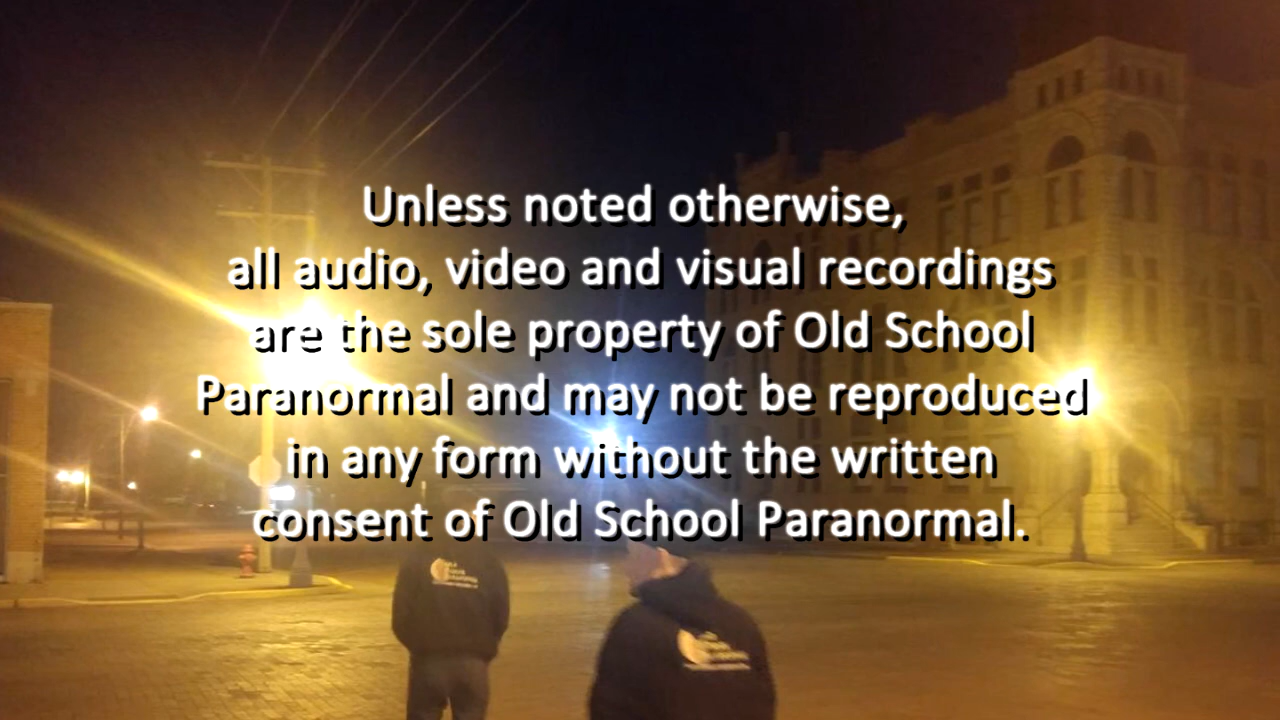 Unless noted otherwise,
all audio, video and visual recordings
are the sole property of Old School
Paranormal and may not be reproduced
in any form without the written
consent of Old School Paranormal.